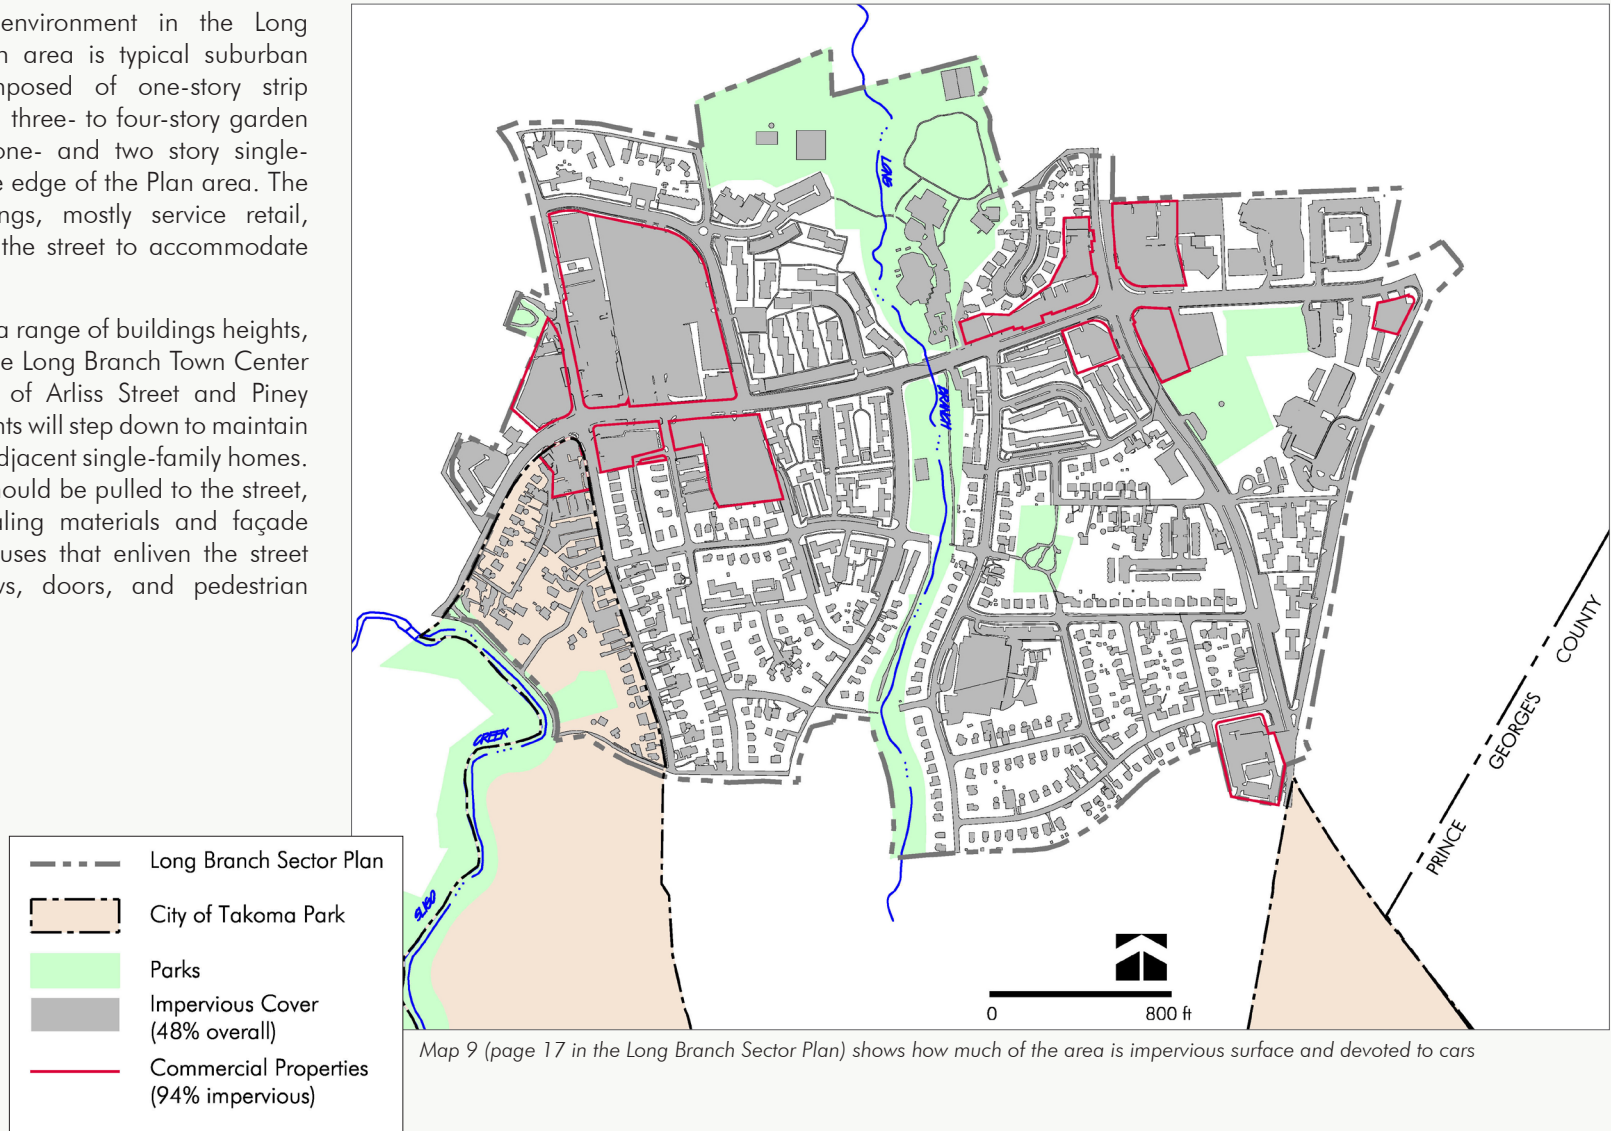 environment in the Long
area is typical suburban
of one-story strip
three- to four-story garden
one- and two story single-
edge of the Plan area. The
mostly service retail,
the street to accommodate
a range of buildings heights,
Long Branch Town Center
of Arliss Street and Piney
will step down to maintain
adjacent single-family homes.
should be pulled to the street,
materials and façade
uses that enliven the street
doors, and pedestrian
LONG
BRANCH
CREEK
SLIGO
PRINCE GEORGES COUNTY
0 800 ft
Long Branch Sector Plan
City of Takoma Park
Parks
Impervious Cover
(48% overall)
Commercial Properties
(94% impervious)
Map 9 (page 17 in the Long Branch Sector Plan) shows how much of the area is impervious surface and devoted to cars